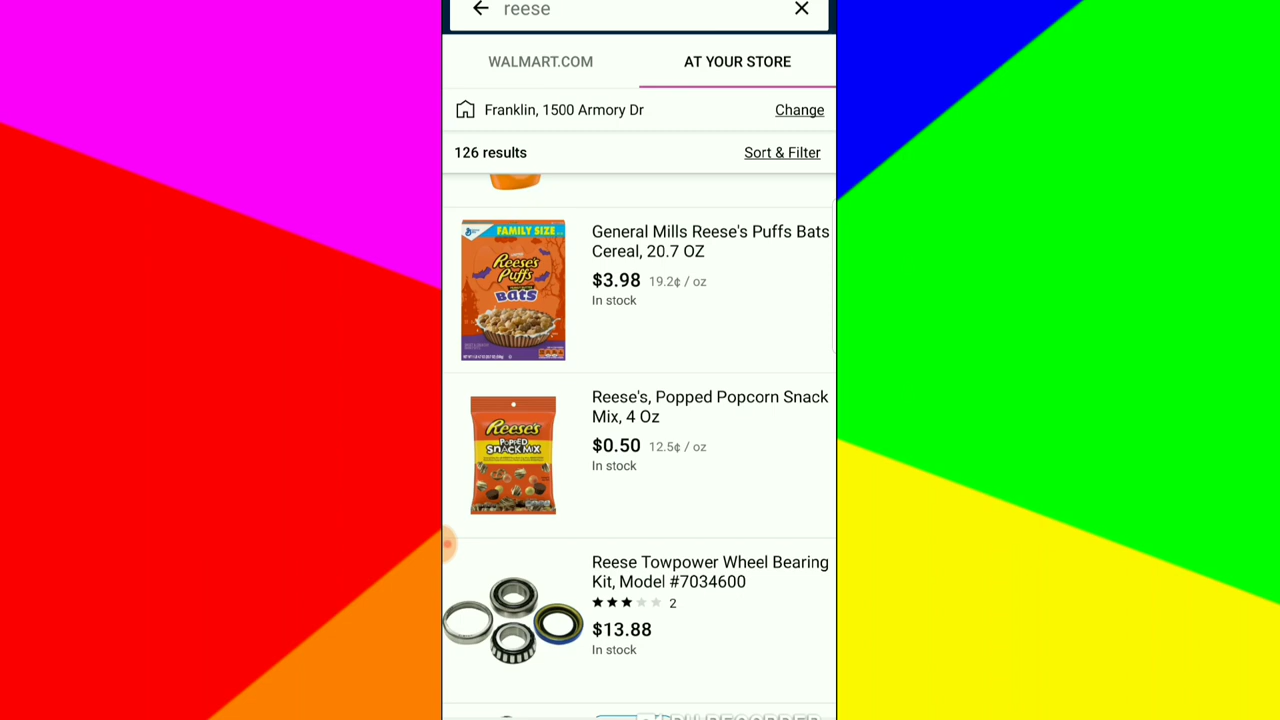 reese
WALMART.COM
AT YOUR STORE
Franklin, 1500 Armory Dr
Change
126 results
Sort & Filter
FAMILY SIZE
Reese's
Puffs
Bats
General Mills Reese's Puffs Bats
Cereal, 20.7 OZ
$3.98 19.2¢ / oz
In stock
REESE'S
POPPED
SNACK MIX
Reese's, Popped Popcorn Snack
Mix, 4 Oz
$0.50 12.5¢ / oz
In stock
Reese Towpower Wheel Bearing
Kit, Model #7034600
2
$13.88
In stock